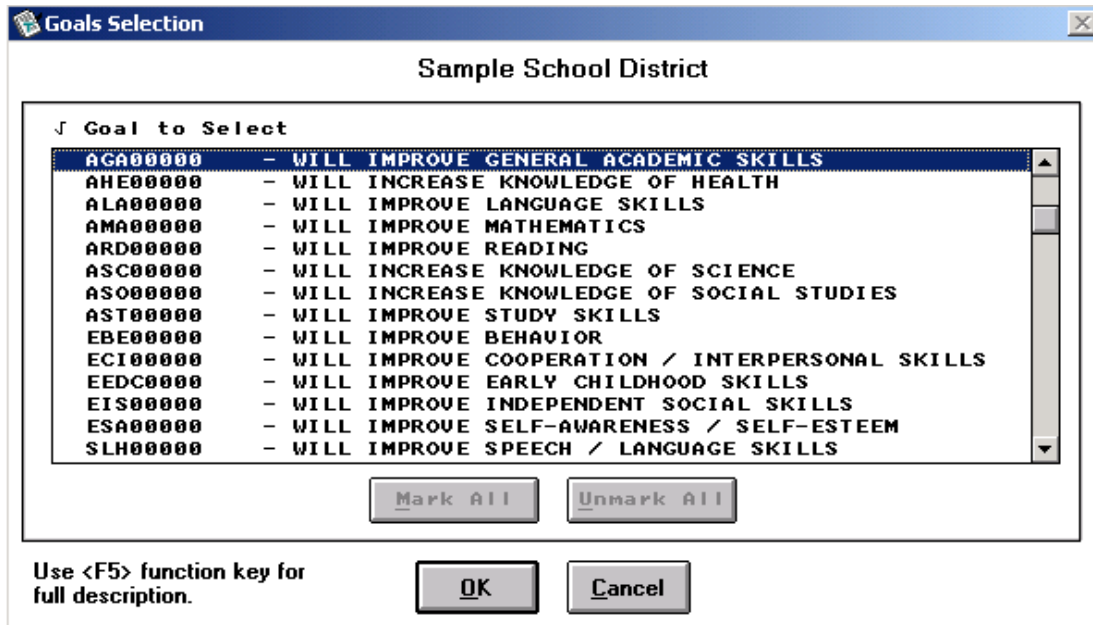 Goals Selection
Sample School District
√ Goal to Select
AGA00000 - WILL IMPROVE GENERAL ACADEMIC SKILLS
AHE00000 - WILL INCREASE KNOWLEDGE OF HEALTH
ALA00000 - WILL IMPROVE LANGUAGE SKILLS
AMA00000 - WILL IMPROVE MATHEMATICS
ARD00000 - WILL IMPROVE READING
ASC00000 - WILL INCREASE KNOWLEDGE OF SCIENCE
ASO00000 - WILL INCREASE KNOWLEDGE OF SOCIAL STUDIES
AST00000 - WILL IMPROVE STUDY SKILLS
EBE00000 - WILL IMPROVE BEHAVIOR
ECI00000 - WILL IMPROVE COOPERATION / INTERPERSONAL SKILLS
EEDC0000 - WILL IMPROVE EARLY CHILDHOOD SKILLS
EIS00000 - WILL IMPROVE INDEPENDENT SOCIAL SKILLS
ESA00000 - WILL IMPROVE SELF-AWARENESS / SELF-ESTEEM
SLH00000 - WILL IMPROVE SPEECH / LANGUAGE SKILLS
Mark All Unmark All
Use <F5> function key for
full description.
OK Cancel